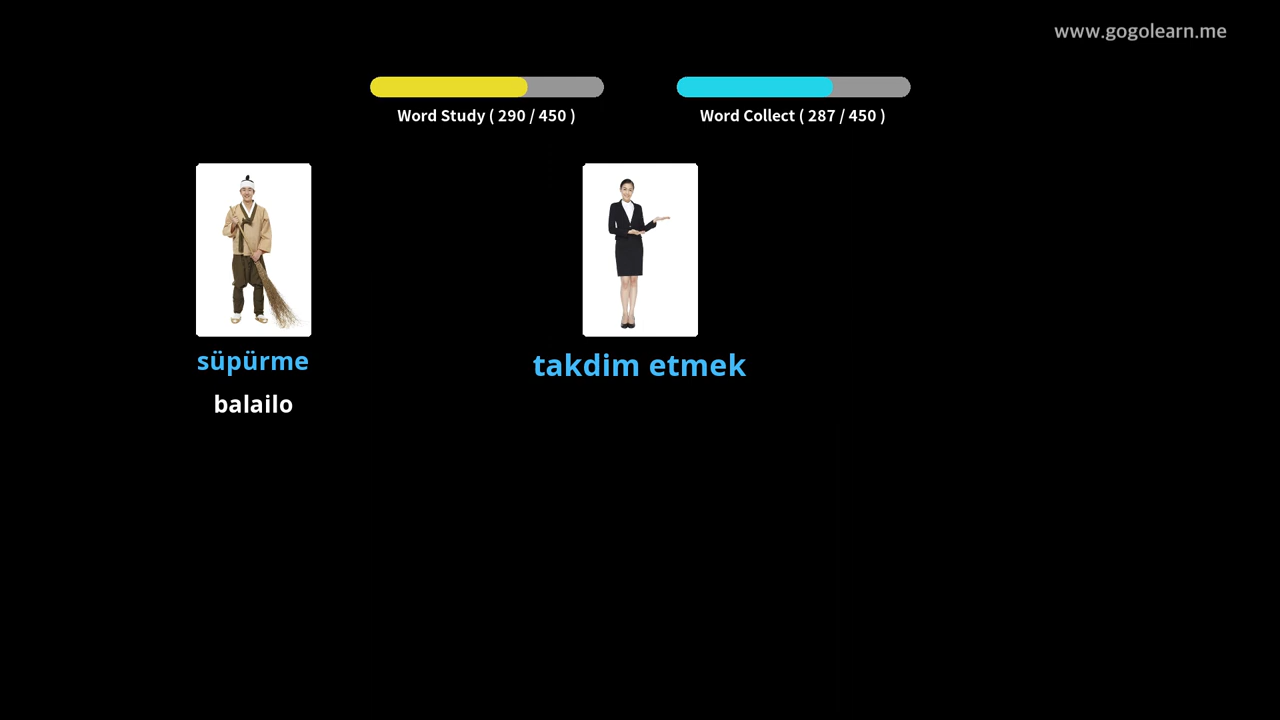 www.gogolearn.me
Word Study ( 290 / 450 )
Word Collect ( 287 / 450 )
süpürme
takdim etmek
balailo